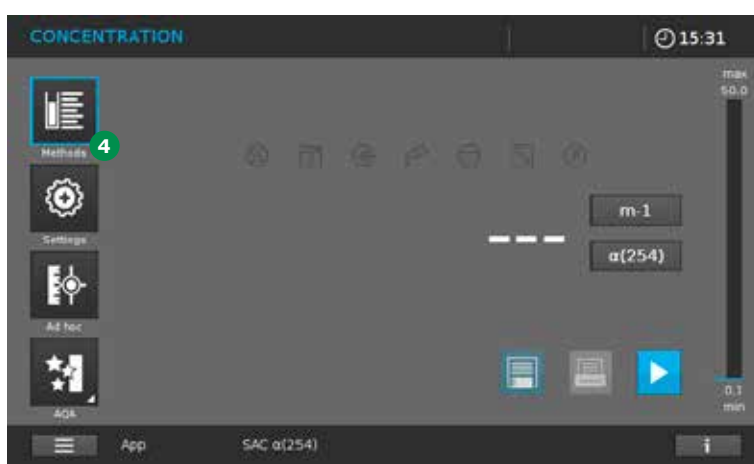 CONCENTRATION
15:31
max
50.0
Methods
4
Settings
m-1
α(254)
Ad hoc
AQA
0.1
min
App
SAC α(254)
i